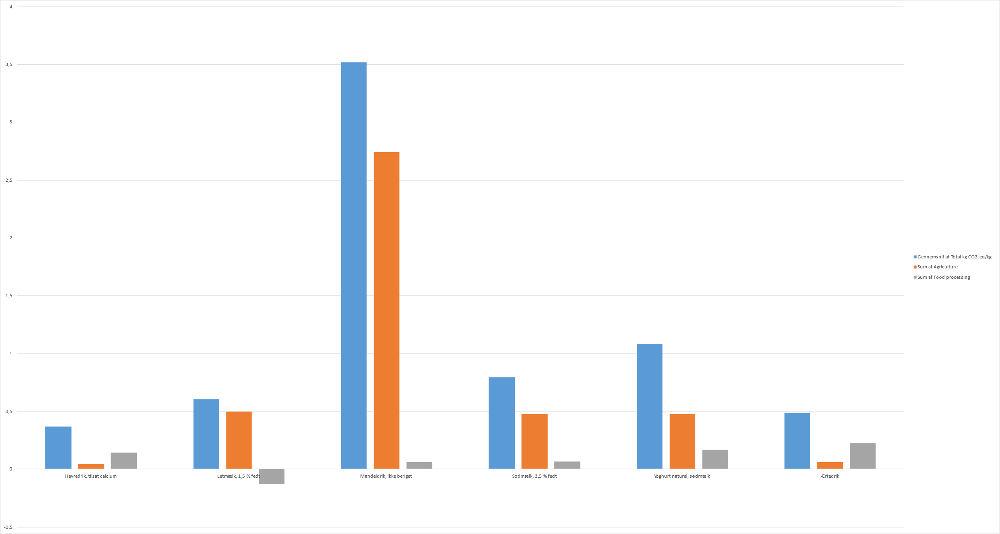 4
3,5
3
2,5
2
1,5
1
0,5
0
-0,5
Havredrik, tilsat calcium
Letmælk, 1,5 % fedt
Mandeldrik, ikke beriget
Sødmælk, 3,5 % fedt
Yoghurt naturel, sødmælk
Ærtedrik
Gennemsnit af Total kg CO2-eq/kg
Sum af Agriculture
Sum af Food processing